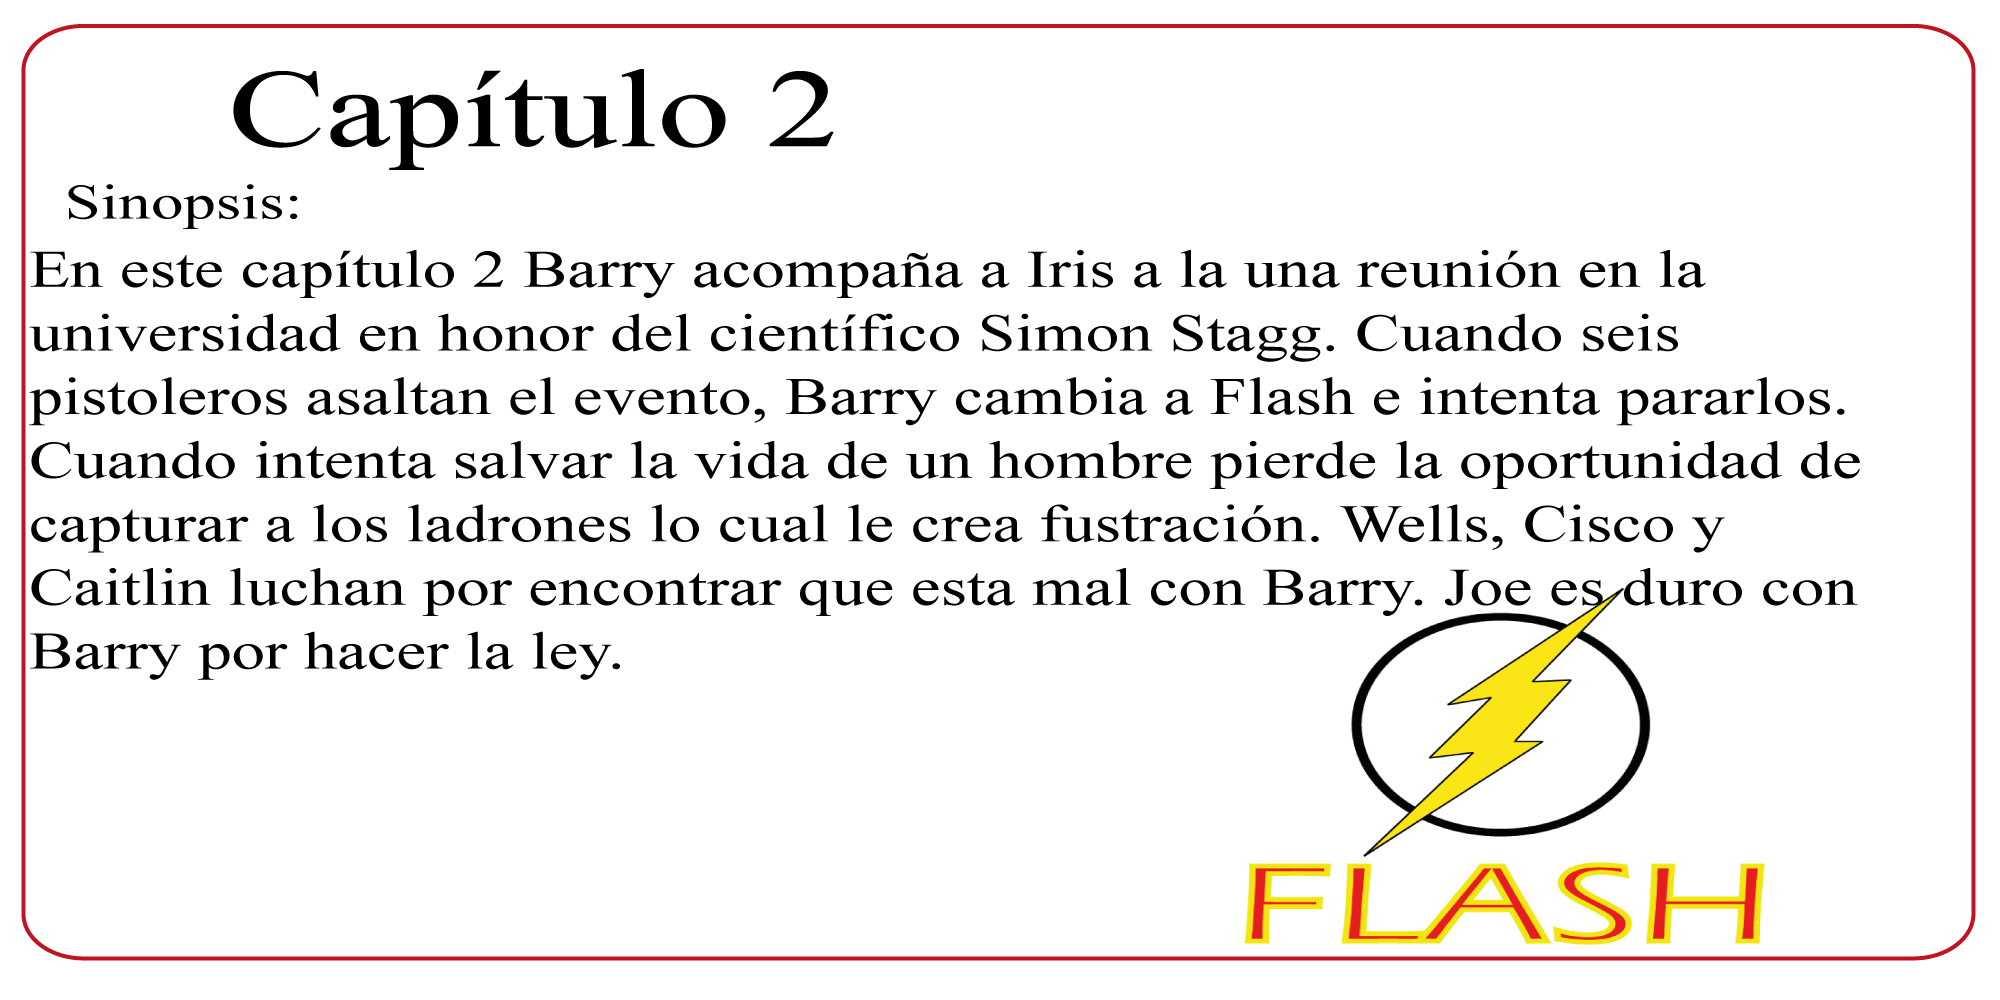 Capítulo 2
Sinopsis:
En este capítulo 2 Barry acompaña a Iris a la una reunión en la
universidad en honor del científico Simon Stagg. Cuando seis
pistoleros asaltan el evento, Barry cambia a Flash e intenta pararlos.
Cuando intenta salvar la vida de un hombre pierde la oportunidad de
capturar a los ladrones lo cual le crea fustración. Wells, Cisco y
Caitlin luchan por encontrar que esta mal con Barry. Joe es duro con
Barry por hacer la ley.
FLASH